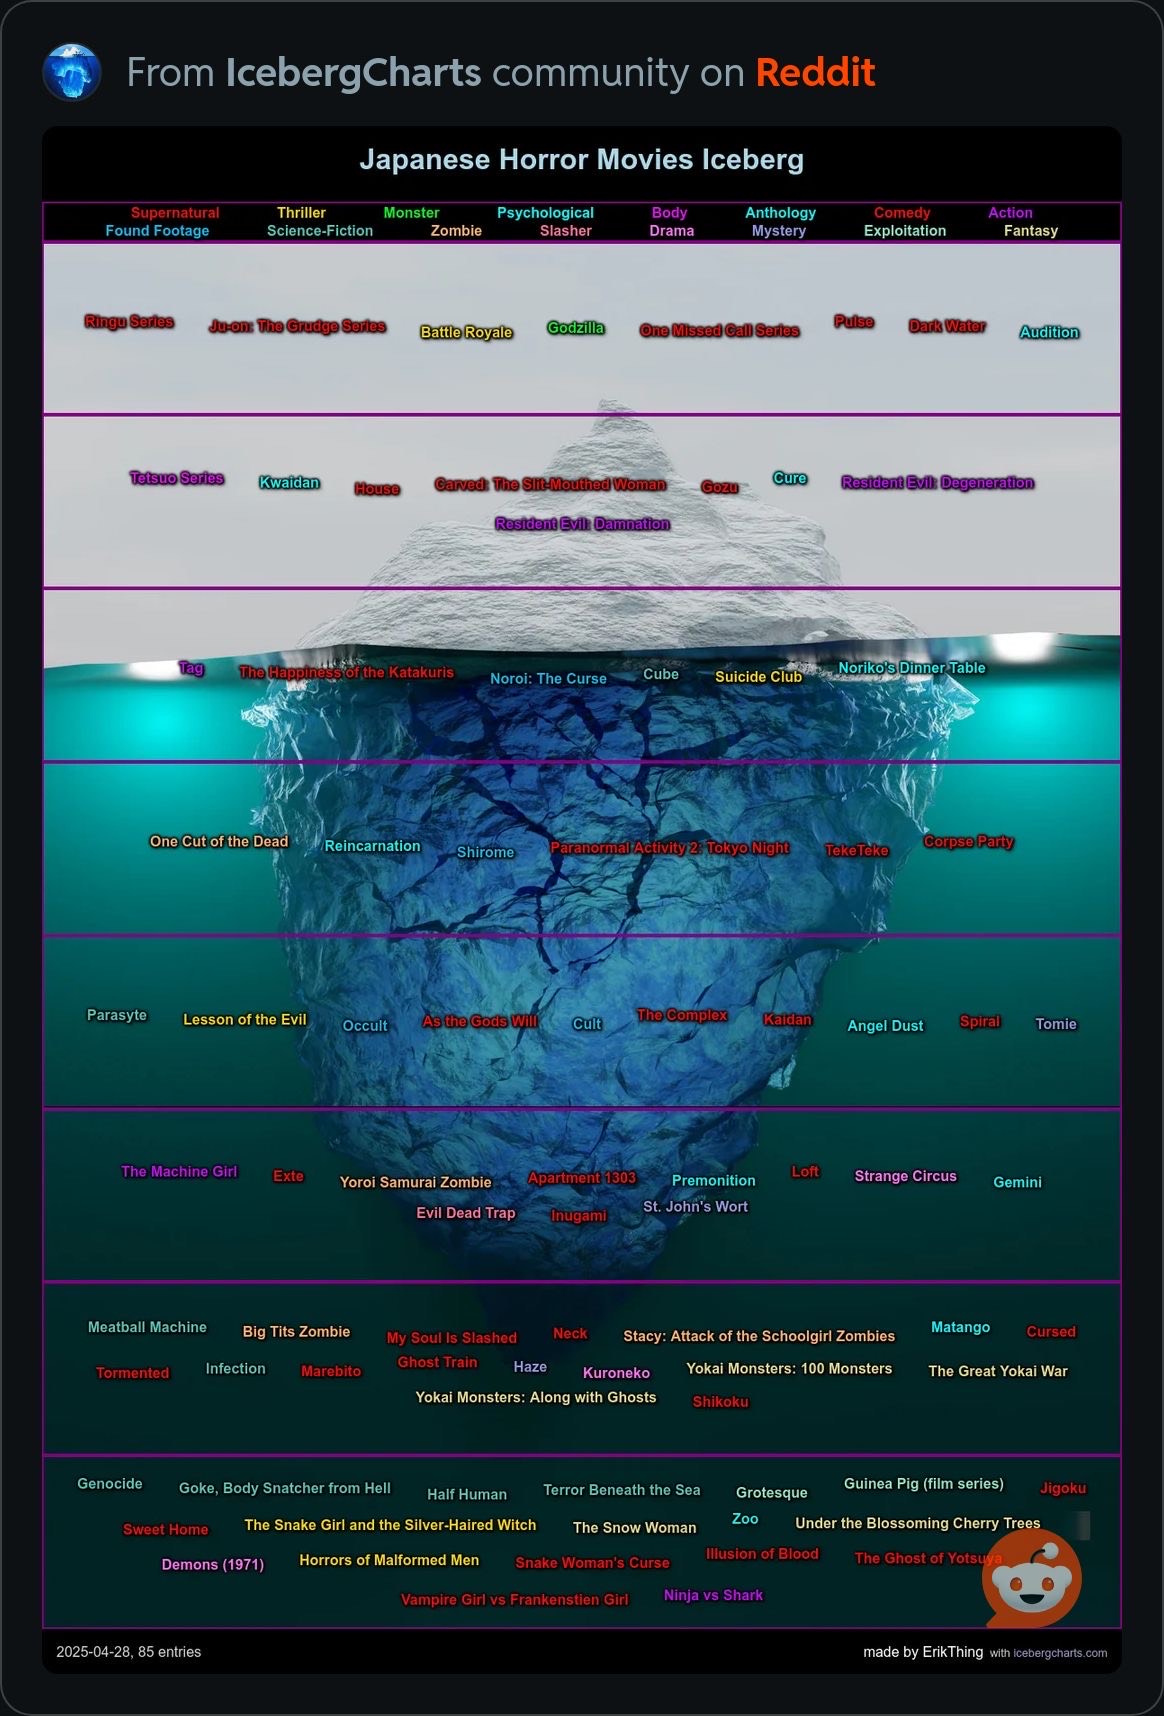 From IcebergCharts community on Reddit
Japanese Horror Movies Iceberg
Supernatural Thriller Monster Psychological Body Anthology Comedy Action
Found Footage Science-Fiction Zombie Slasher Drama Mystery Exploitation Fantasy
Ringu Series Ju-on: The Grudge Series Battle Royale Godzilla One Missed Call Series Pulse Dark Water Audition
Tetsuo Series Kwaidan House Carved: The Slit-Mouthed Woman Gozu Cure Resident Evil: Degeneration
Resident Evil: Damnation
Tag The Happiness of the Katakuris Noroi: The Curse Cube Suicide Club Noriko's Dinner Table
One Cut of the Dead Reincarnation Shirome Paranormal Activity 2: Tokyo Night TekeTeke Corpse Party
Parasyte Lesson of the Evil Occult As the Gods Will Cult The Complex Kaidan Angel Dust Spiral Tomie
The Machine Girl Exte Yoroi Samurai Zombie Apartment 1303 Premonition Loft Strange Circus Gemini
Evil Dead Trap Inugami St. John's Wort
Meatball Machine Big Tits Zombie My Soul Is Slashed Neck Stacy: Attack of the Schoolgirl Zombies Matango Cursed
Tormented Infection Marebito Ghost Train Haze Kuroneko Yokai Monsters: 100 Monsters The Great Yokai War
Yokai Monsters: Along with Ghosts Shikoku
Genocide Goke, Body Snatcher from Hell Half Human Terror Beneath the Sea Grotesque Guinea Pig (film series) Jigoku
Sweet Home The Snake Girl and the Silver-Haired Witch The Snow Woman Zoo Under the Blossoming Cherry Trees
Demons (1971) Horrors of Malformed Men Snake Woman's Curse Illusion of Blood The Ghost of Yotsuya
Vampire Girl vs Frankenstien Girl Ninja vs Shark
2025-04-28, 85 entries made by ErikThing with icebergcharts.com